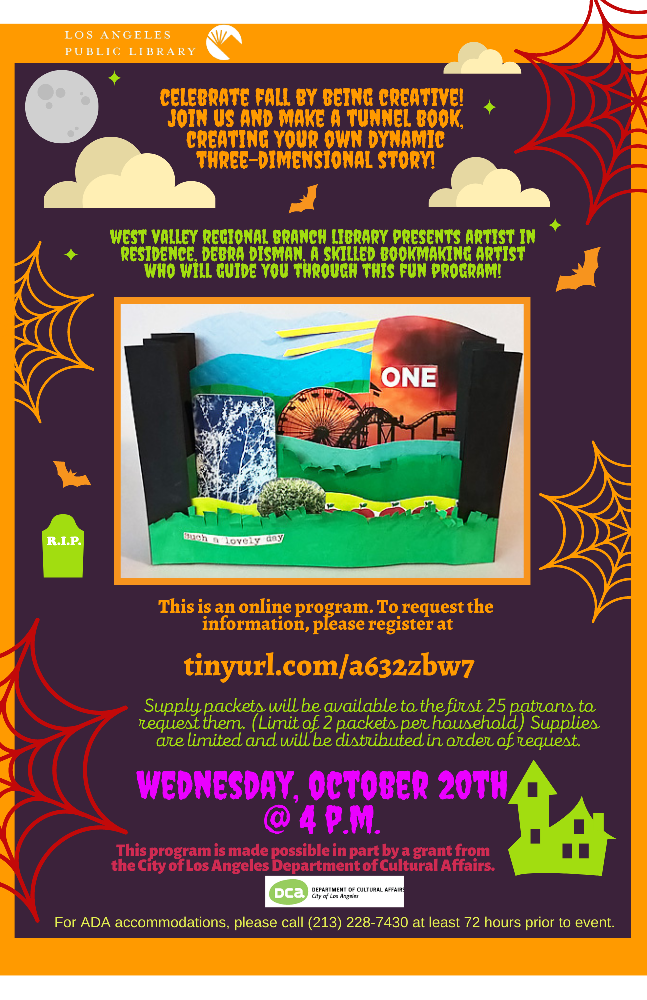 LOS ANGELES
PUBLIC LIBRARY
CELEBRATE FALL BY BEING CREATIVE!
JOIN US AND MAKE A TUNNEL BOOK,
CREATING YOUR OWN DYNAMIC
THREE-DIMENSIONAL STORY!
WEST VALLEY REGIONAL BRANCH LIBRARY PRESENTS ARTIST IN
RESIDENCE, DEBRA DISMAN, A SKILLED BOOKMAKING ARTIST
WHO WILL GUIDE YOU THROUGH THIS FUN PROGRAM!
ONE
Such a lovely day
R.I.P.
This is an online program. To request the
information, please register at
tinyurl.com/a632zbw7
Supply packets will be available to the first 25 patrons to
request them. (Limit of 2 packets per household) Supplies
are limited and will be distributed in order of request.
WEDNESDAY, OCTOBER 20TH
@ 4 P.M.
This program is made possible in part by a grant from
the City of Los Angeles Department of Cultural Affairs.
DCa DEPARTMENT OF CULTURAL AFFAIRS
City of Los Angeles
For ADA accommodations, please call (213) 228-7430 at least 72 hours prior to event.